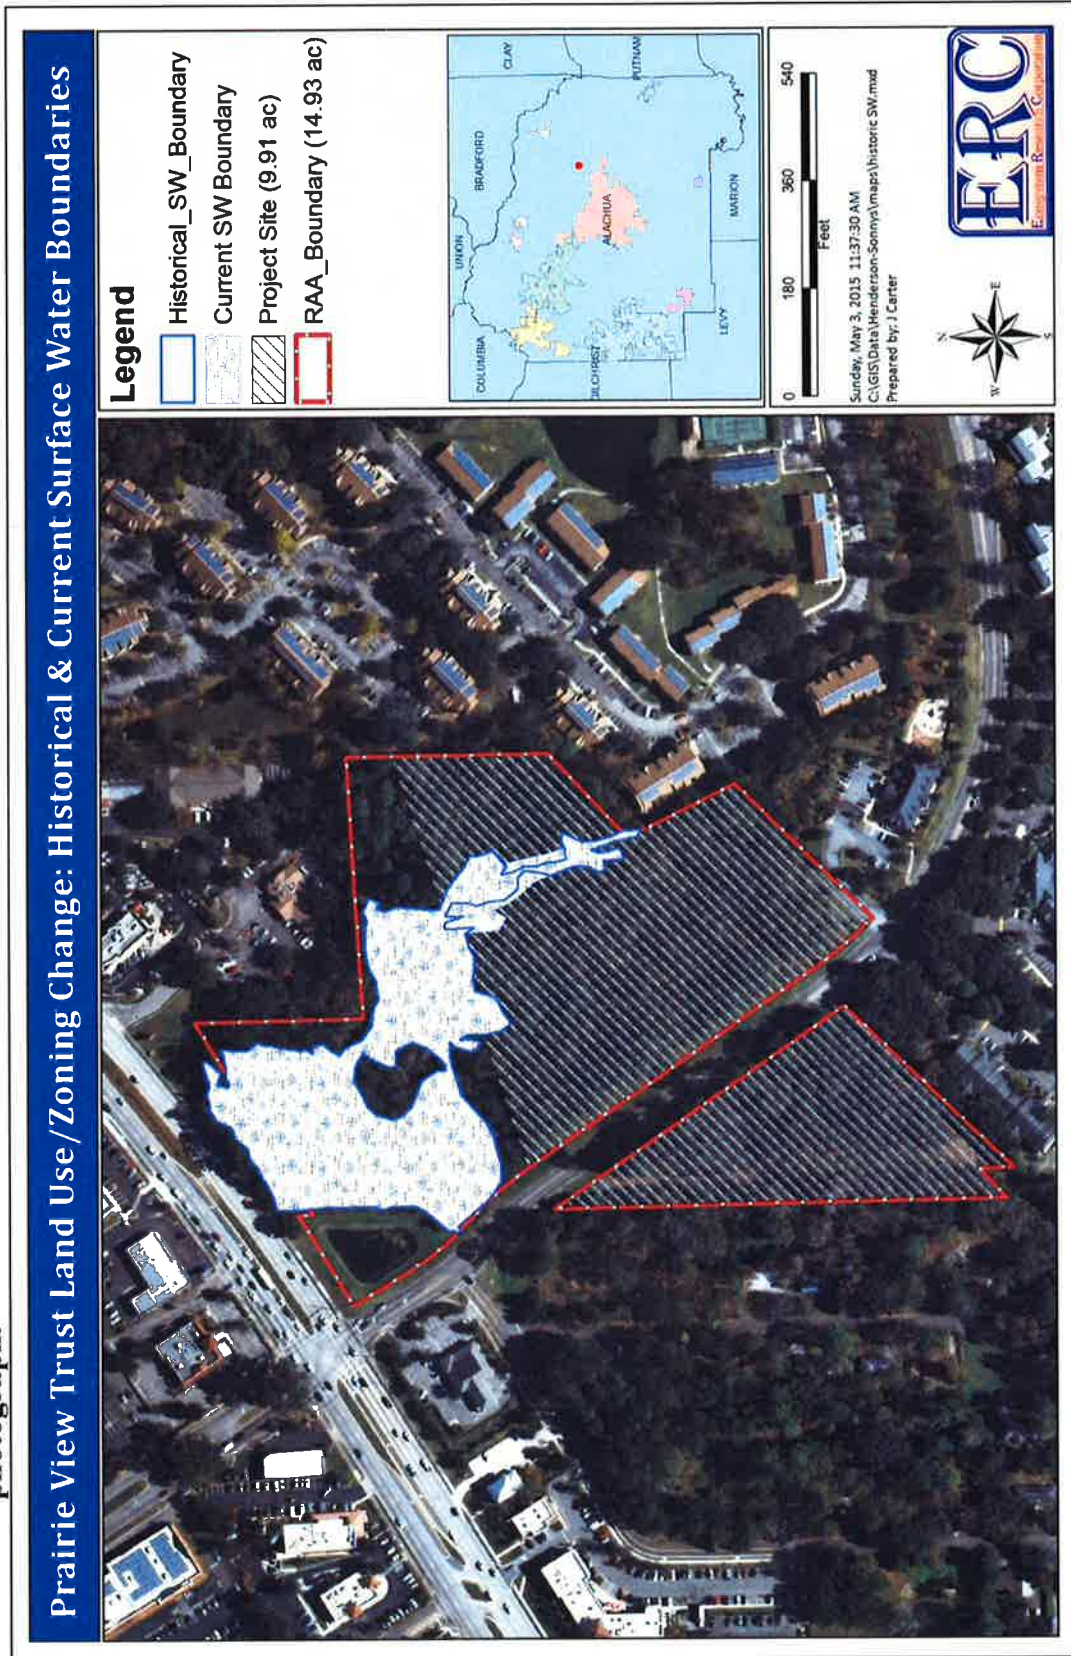 Prairie View Trust Land Use/Zoning Change: Historical & Current Surface Water Boundaries
Legend
Historical_SW_Boundary
Current SW Boundary
Project Site (9.91 ac)
RAA_Boundary (14.93 ac)
COLUMBIA
UNION
BRADFORD
CLAY
GILCHRIST
ALACHUA
PUTNAM
LEVY
MARION
0 180 360 540
Feet
Sunday, May 3, 2015 11:37:30 AM
C:\GIS\Data\Henderson-Sonnys\maps\historic SW.mxd
Prepared by: J Carter
N
W E
S
ERC
Ecosystem Research Corporation